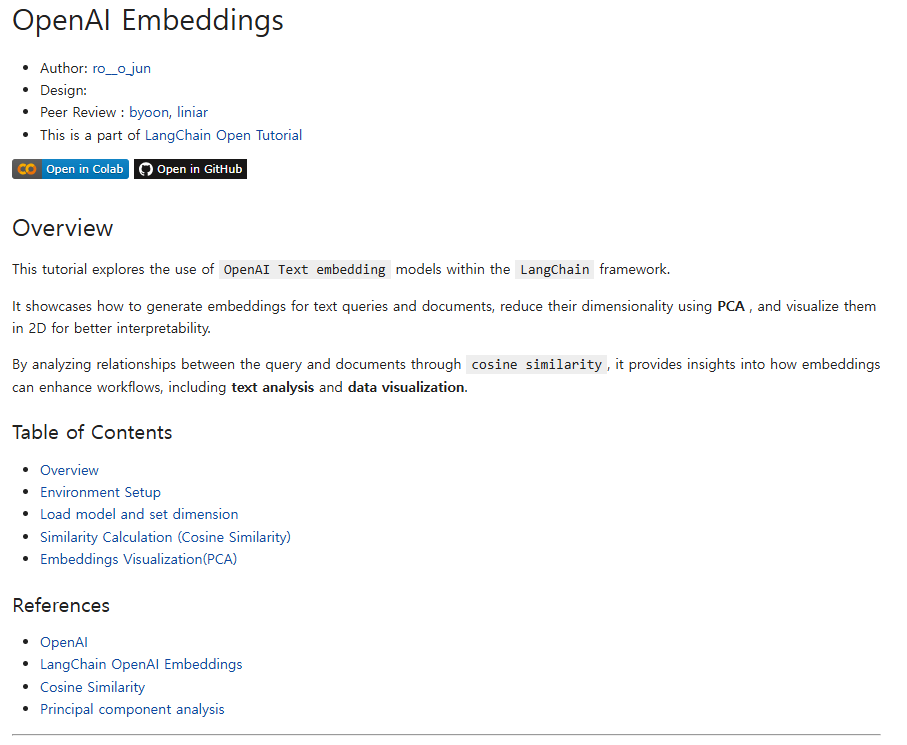 OpenAI Embeddings
Author: ro__o_jun
Design:
Peer Review : byoon, liniar
This is a part of LangChain Open Tutorial
Open in Colab Open in GitHub
Overview
This tutorial explores the use of OpenAI Text embedding models within the LangChain framework.
It showcases how to generate embeddings for text queries and documents, reduce their dimensionality using PCA , and visualize them
in 2D for better interpretability.
By analyzing relationships between the query and documents through cosine similarity , it provides insights into how embeddings
can enhance workflows, including text analysis and data visualization.
Table of Contents
Overview
Environment Setup
Load model and set dimension
Similarity Calculation (Cosine Similarity)
Embeddings Visualization(PCA)
References
OpenAI
LangChain OpenAI Embeddings
Cosine Similarity
Principal component analysis